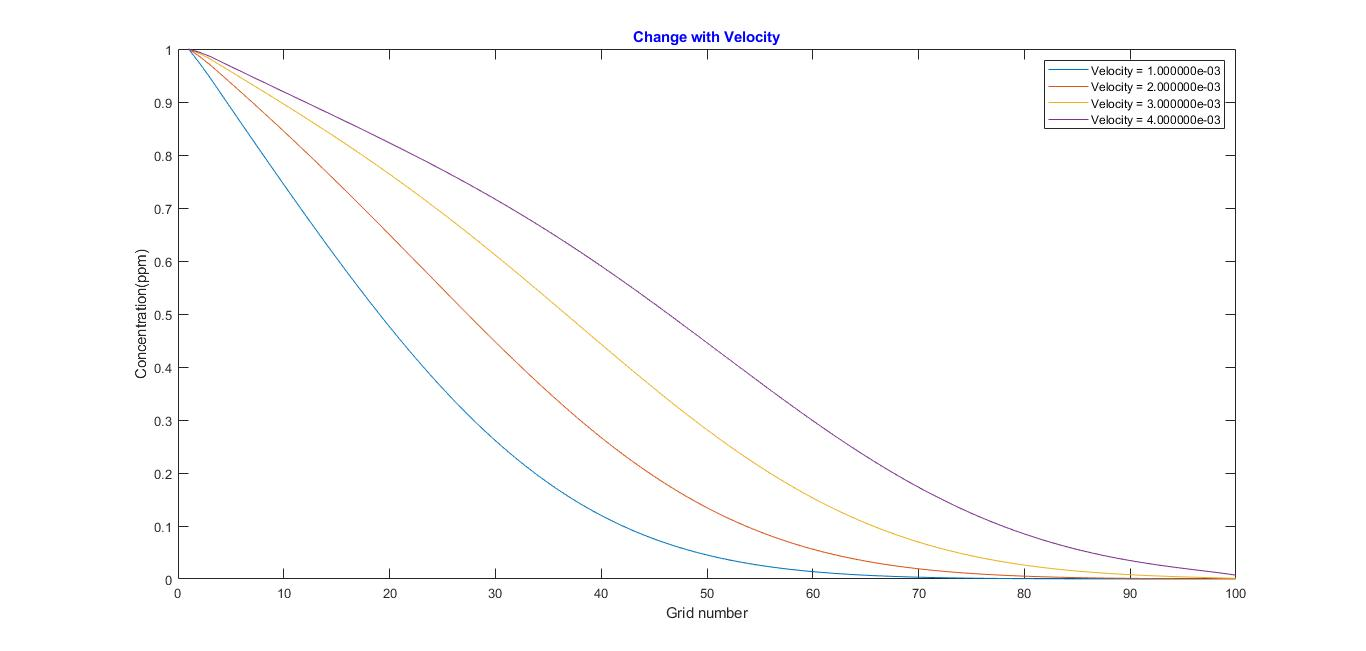 Change with Velocity
Velocity = 1.000000e-03
Velocity = 2.000000e-03
Velocity = 3.000000e-03
Velocity = 4.000000e-03
Concentration(ppm)
1
0.9
0.8
0.7
0.6
0.5
0.4
0.3
0.2
0.1
0
0 10 20 30 40 50 60 70 80 90 100
Grid number